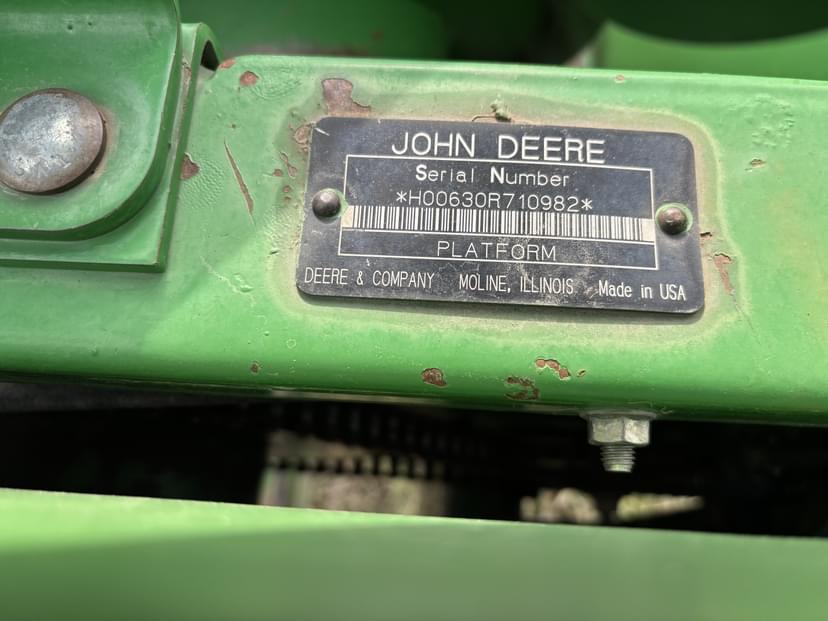 JOHN DEERE
Serial Number
*H00630R710982*
PLATFORM
DEERE & COMPANY MOLINE, ILLINOIS Made in USA